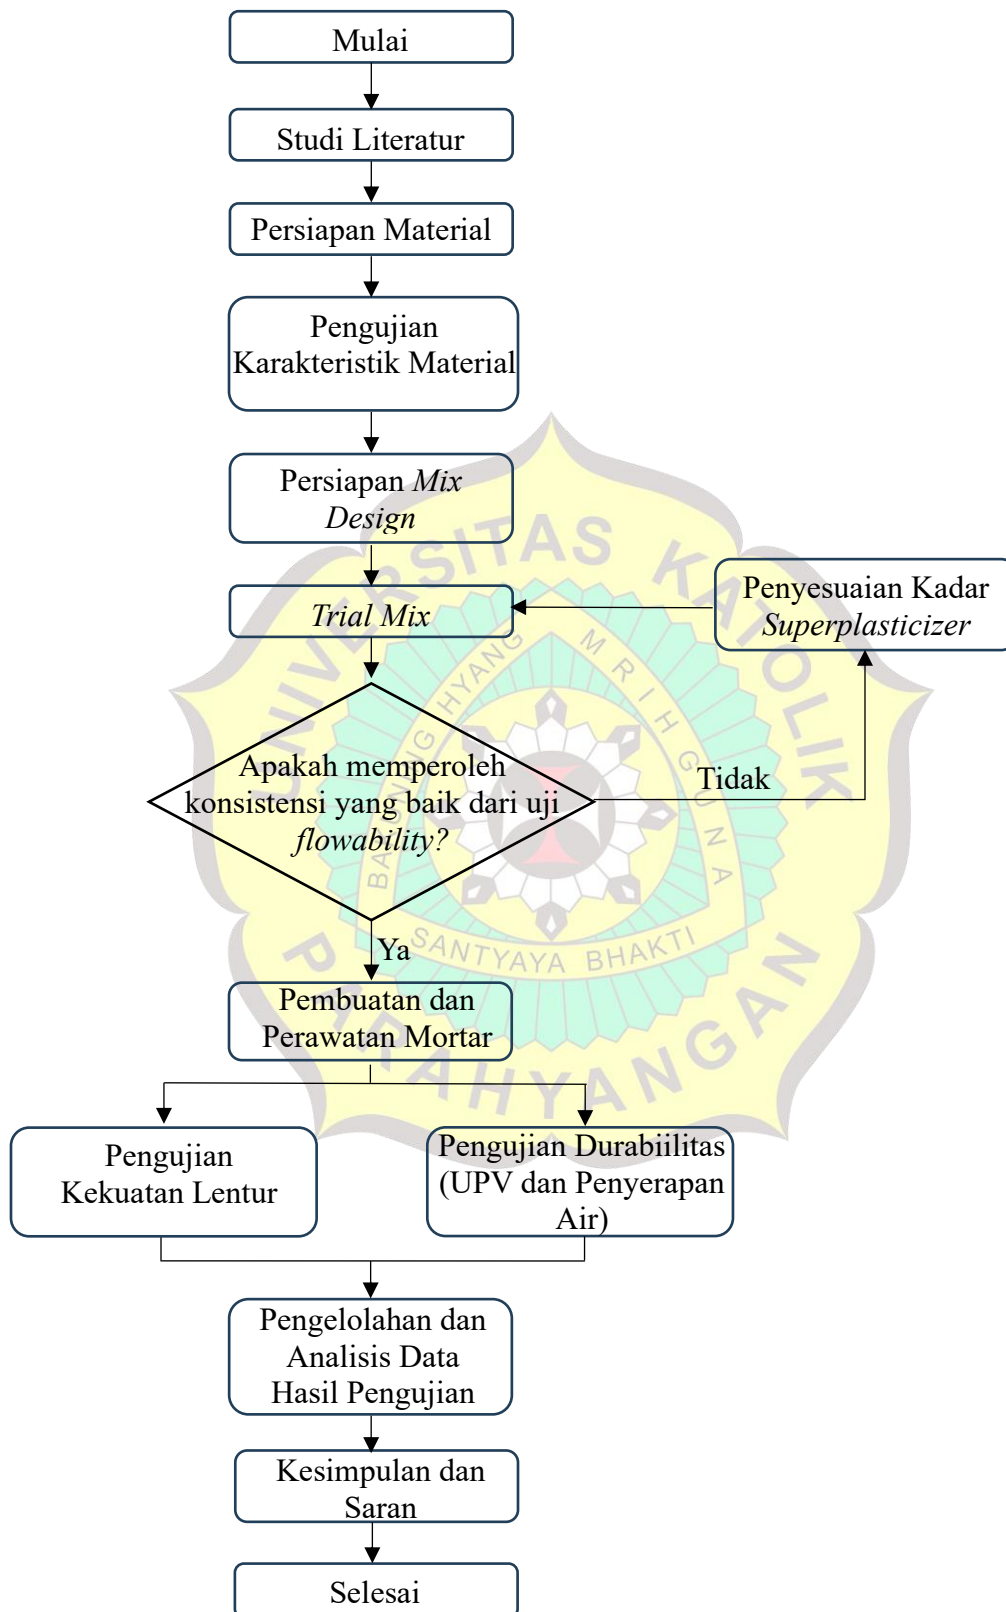 Mulai
Studi Literatur
Persiapan Material
Pengujian
Karakteristik Material
Persiapan Mix
Design
Trial Mix
Penyesuaian Kadar
Superplasticizer
Apakah memperoleh
konsistensi yang baik dari uji
flowability?
Tidak
Ya
Pembuatan dan
Perawatan Mortar
Pengujian
Kekuatan Lentur
Pengujian Durabiilitas
(UPV dan Penyerapan
Air)
Pengelolahan dan
Analisis Data
Hasil Pengujian
Kesimpulan dan
Saran
Selesai
UNIVERSITAS KATOLIK
PARAHYANGAN
HYANG
MRIHGUNA
SANTYAYA BHAKTI